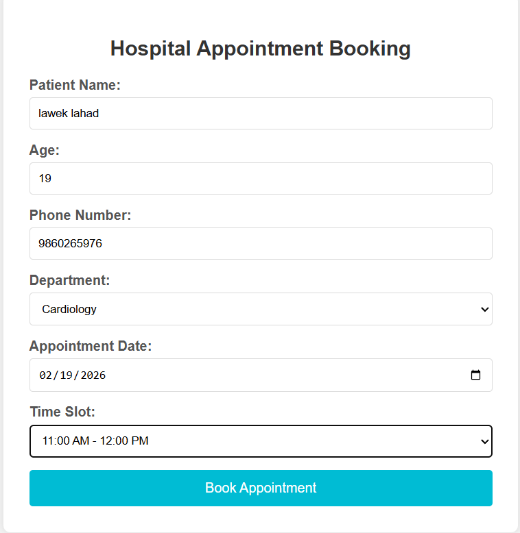 Hospital Appointment Booking
Patient Name:
lawek lahad
Age:
19
Phone Number:
9860265976
Department:
Cardiology
Appointment Date:
02/19/2026
Time Slot:
11:00 AM - 12:00 PM
Book Appointment